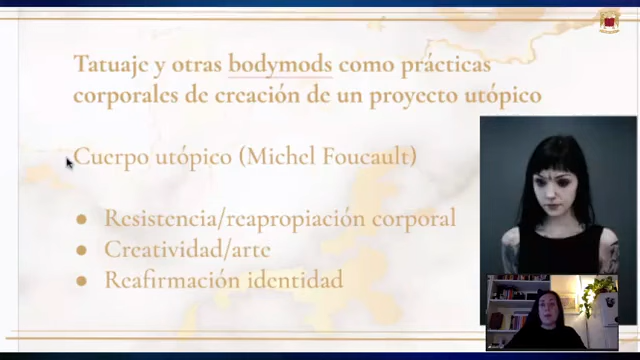 Tatuaje y otras bodymods como prácticas
corporales de creación de un proyecto utópico
Cuerpo utópico (Michel Foucault)
● Resistencia/reapropiación corporal
● Creatividad/arte
● Reafirmación identidad